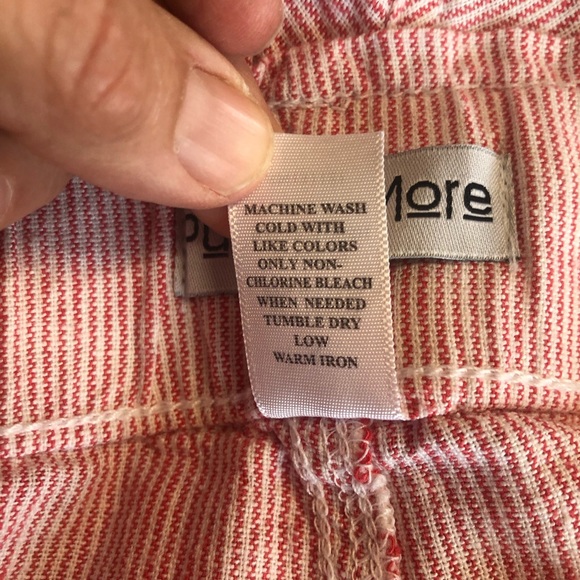 More
MACHINE WASH
COLD WITH
LIKE COLORS
ONLY NON-
CHLORINE BLEACH
WHEN NEEDED
TUMBLE DRY
LOW
WARM IRON